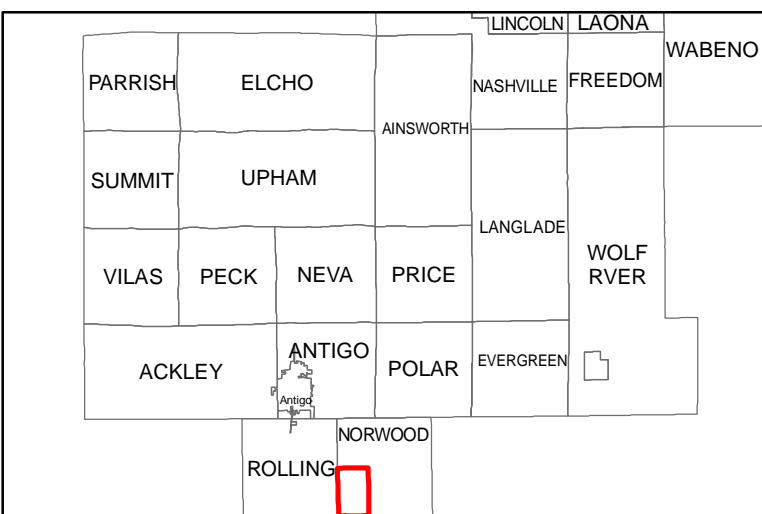 LINCOLN
LAONA
WABENO
PARRISH
ELCHO
NASHVILLE
FREEDOM
AINSWORTH
SUMMIT
UPHAM
LANGLADE
WOLF
RVER
VILAS
PECK
NEVA
PRICE
ANTIGO
ACKLEY
POLAR
EVERGREEN
Antigo
NORWOOD
ROLLING